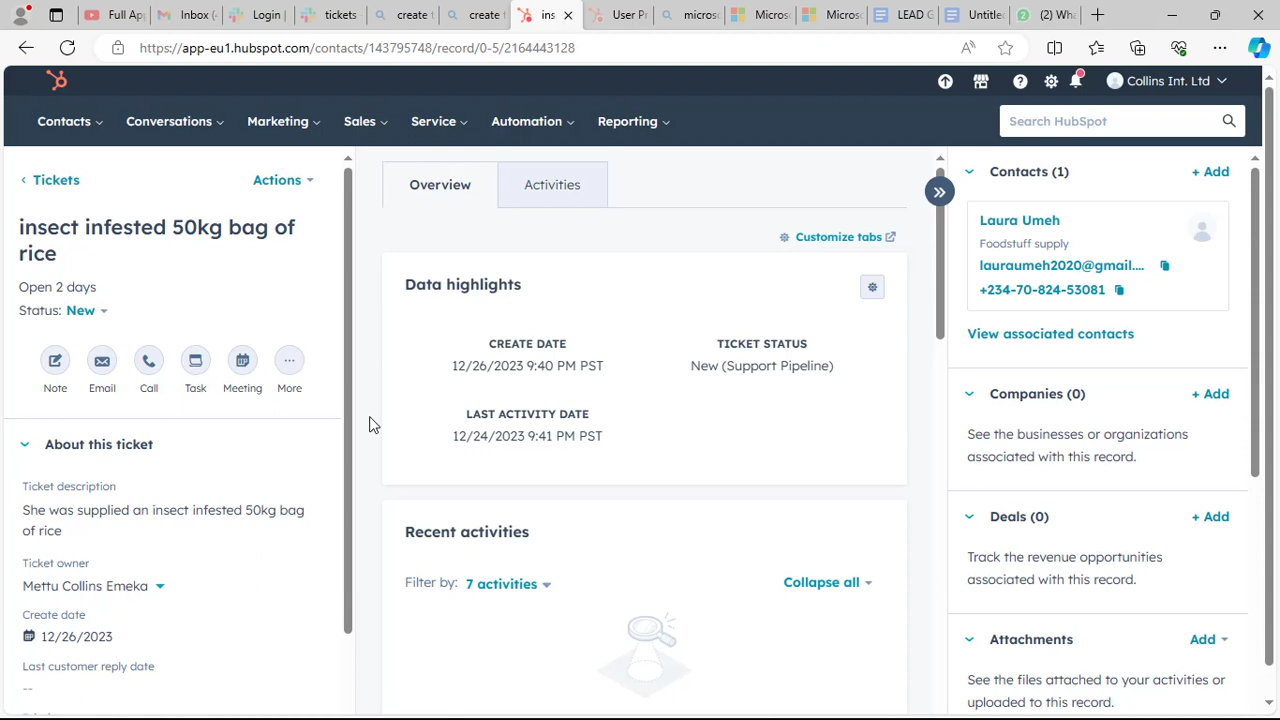 Full Ap
Inbox (
Login |
tickets
create t
create t
ins
User P
micros
Micros
Micros
LEAD G
Untitle
(2) Wha
https://app-eu1.hubspot.com/contacts/143795748/record/0-5/2164443128
Collins Int. Ltd
Contacts
Conversations
Marketing
Sales
Service
Automation
Reporting
Search HubSpot
Tickets
Actions
insect infested 50kg bag of
rice
Open 2 days
Status: New
Note
Email
Call
Task
Meeting
More
About this ticket
Ticket description
She was supplied an insect infested 50kg bag
of rice
Ticket owner
Mettu Collins Emeka
Create date
12/26/2023
Last customer reply date
--
Overview
Activities
Customize tabs
Data highlights
CREATE DATE
12/26/2023 9:40 PM PST
TICKET STATUS
New (Support Pipeline)
LAST ACTIVITY DATE
12/24/2023 9:41 PM PST
Recent activities
Filter by: 7 activities
Collapse all
Contacts (1)
+ Add
Laura Umeh
Foodstuff supply
lauraumeh2020@gmail....
+234-70-824-53081
View associated contacts
Companies (0)
+ Add
See the businesses or organizations
associated with this record.
Deals (0)
+ Add
Track the revenue opportunities
associated with this record.
Attachments
Add
See the files attached to your activities or
uploaded to this record.